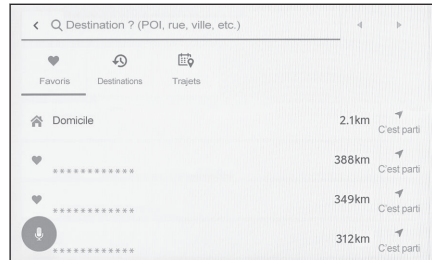 Destination ? (POI, rue, ville, etc.)
Favoris Destinations Trajets
Domicile 2.1km C'est parti
************ 388km C'est parti
************ 349km C'est parti
************ 312km C'est parti